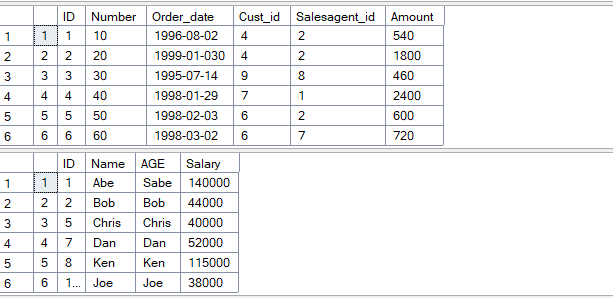 ID Number Order_date Cust_id Salesagent_id Amount
1 1 1 10 1996-08-02 4 2 540
2 2 2 20 1999-01-030 4 2 1800
3 3 3 30 1995-07-14 9 8 460
4 4 4 40 1998-01-29 7 1 2400
5 5 5 50 1998-02-03 6 2 600
6 6 6 60 1998-03-02 6 7 720
ID Name AGE Salary
1 1 1 Abe Sabe 140000
2 2 2 Bob Bob 44000
3 3 5 Chris Chris 40000
4 4 7 Dan Dan 52000
5 5 8 Ken Ken 115000
6 6 1... Joe Joe 38000